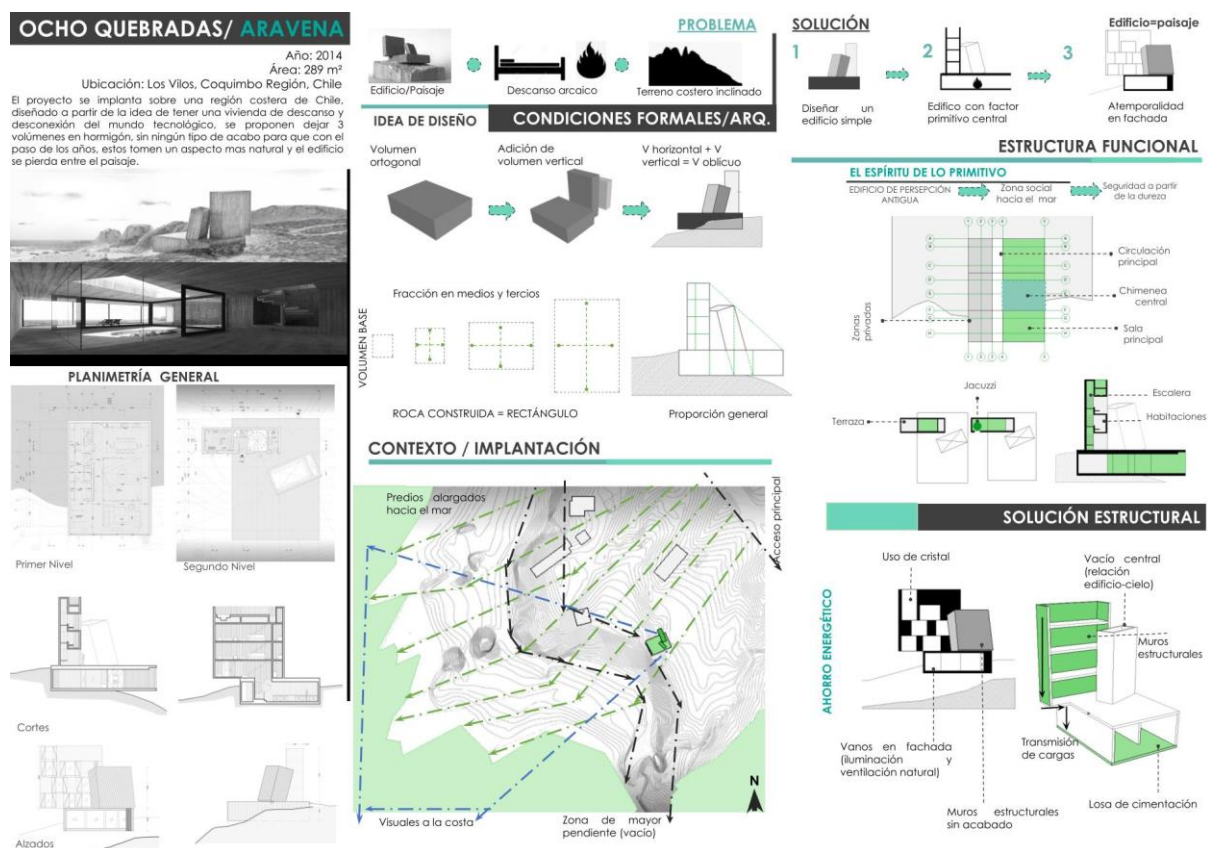 OCHO QUEBRADAS/ ARAVENA
Año: 2014
Área: 289 m²
Ubicación: Los Vilos, Coquimbo Región, Chile
El proyecto se implanta sobre una región costera de Chile,
diseñado a partir de la idea de tener una vivienda de descanso y
desconexión del mundo tecnológico, se proponen dejar 3
volúmenes en hormigón, sin ningún tipo de acabo para que con el
paso de los años, estos tomen un aspecto mas natural y el edificio
se pierda entre el paisaje.
PLANIMETRÍA GENERAL
Primer Nivel
Segundo Nivel
Cortes
Alzados
PROBLEMA
Edificio/Paisaje
Descanso arcaico
Terreno costero inclinado
IDEA DE DISEÑO
CONDICIONES FORMALES/ARQ.
Volumen
ortogonal
Adición de
volumen vertical
V horizontal + V
vertical = V oblicuo
Fracción en medios y tercios
VOLUMEN BASE
ROCA CONSTRUIDA = RECTÁNGULO
Proporción general
CONTEXTO / IMPLANTACIÓN
Predios alargados
hacia el mar
Acceso principal
Visuales a la costa
Zona de mayor
pendiente (vacío)
N
SOLUCIÓN
1
2
3
Edificio=paisaje
Diseñar un
edificio simple
Edifico con factor
primitivo central
Atemporalidad
en fachada
ESTRUCTURA FUNCIONAL
EL ESPÍRITU DE LO PRIMITIVO
EDIFICIO DE PERSEPCIÓN
ANTIGUA
Zona social
hacia el mar
Seguridad a partir
de la dureza
Circulación
principal
Chimenea
central
Sala
principal
Zonas
privadas
Jacuzzi
Terraza
Escalera
Habitaciones
SOLUCIÓN ESTRUCTURAL
AHORRO ENERGÉTICO
Uso de cristal
Vacío central
(relación
edificio-cielo)
Muros
estructurales
Vanos en fachada
(iluminación y
ventilación natural)
Transmisión
de cargas
Muros estructurales
sin acabado
Losa de cimentación